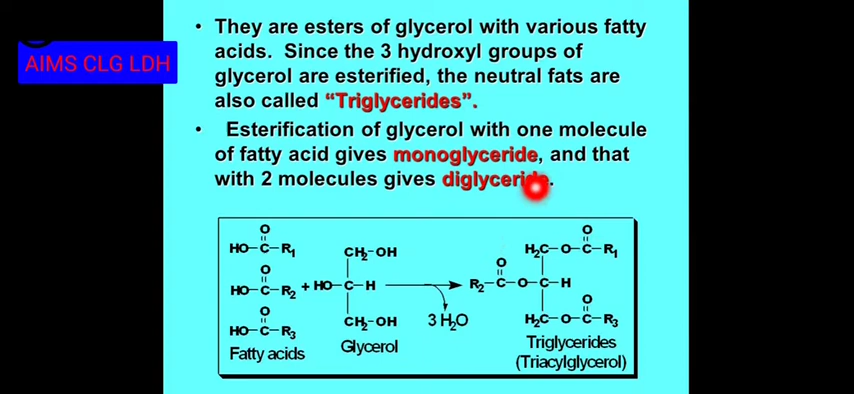 AIMS CLG LDH
• They are esters of glycerol with various fatty
acids. Since the 3 hydroxyl groups of
glycerol are esterified, the neutral fats are
also called “Triglycerides”.
• Esterification of glycerol with one molecule
of fatty acid gives monoglyceride, and that
with 2 molecules gives diglyceride.
O
HO-C-R1
O
HO-C-R2
O
HO-C-R3
Fatty acids
+
CH2-OH
HO-C-H
CH2-OH
Glycerol
3 H2O
O
H2C-O-C-R1
O
R2-C-O-C-H
O
H2C-O-C-R3
Triglycerides
(Triacylglycerol)